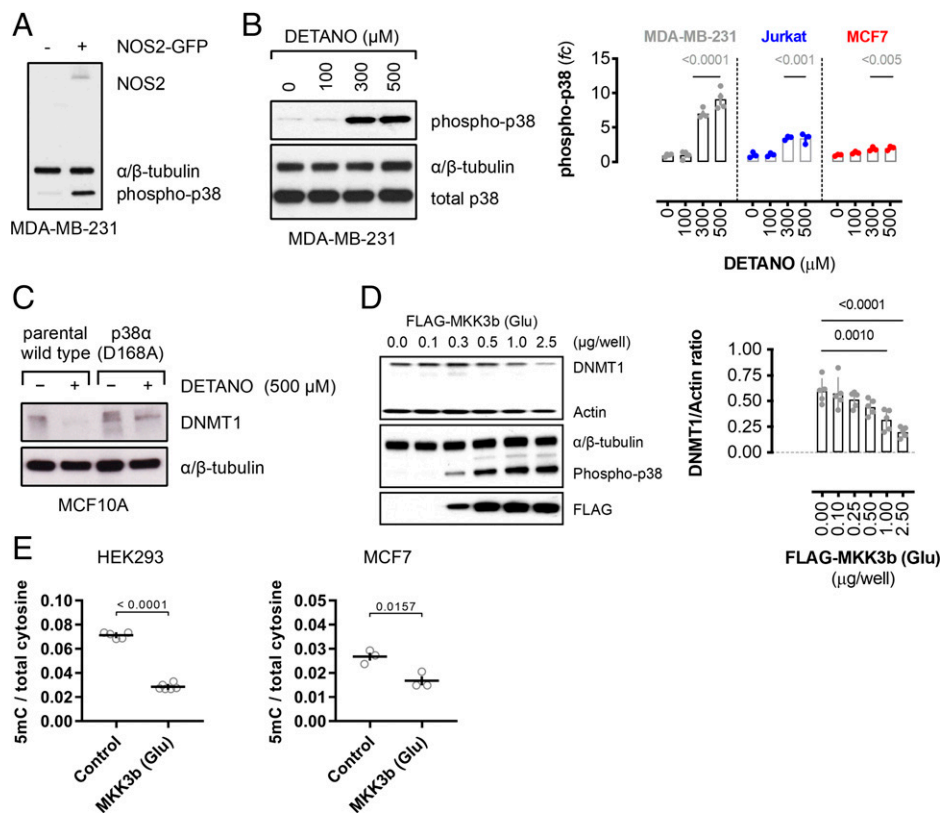 A
- + NOS2-GFP
NOS2
α/β-tubulin
phospho-p38
MDA-MB-231
B
DETANO (µM)
0 100 300 500
phospho-p38
α/β-tubulin
total p38
MDA-MB-231
MDA-MB-231 Jurkat MCF7
<0.0001 <0.001 <0.005
phospho-p38 (fc)
15
10
5
0
0 100 300 500 0 100 300 500 0 100 300 500
DETANO (µM)
C
parental
wild type
p38α
(D168A)
– + – + DETANO (500 µM)
DNMT1
α/β-tubulin
MCF10A
D
FLAG-MKK3b (Glu)
0.0 0.1 0.3 0.5 1.0 2.5 (µg/well)
DNMT1
Actin
α/β-tubulin
Phospho-p38
FLAG
<0.0001
0.0010
DNMT1/Actin ratio
1.00
0.75
0.50
0.25
0.00 0.10 0.25 0.50 1.00 2.50
FLAG-MKK3b (Glu)
(µg/well)
E
HEK293
5mC / total cytosine
0.10
0.08
0.06
0.04
0.02
0.00
< 0.0001
Control MKK3b (Glu)
MCF7
5mC / total cytosine
0.05
0.04
0.03
0.02
0.01
0.00
0.0157
Control MKK3b (Glu)